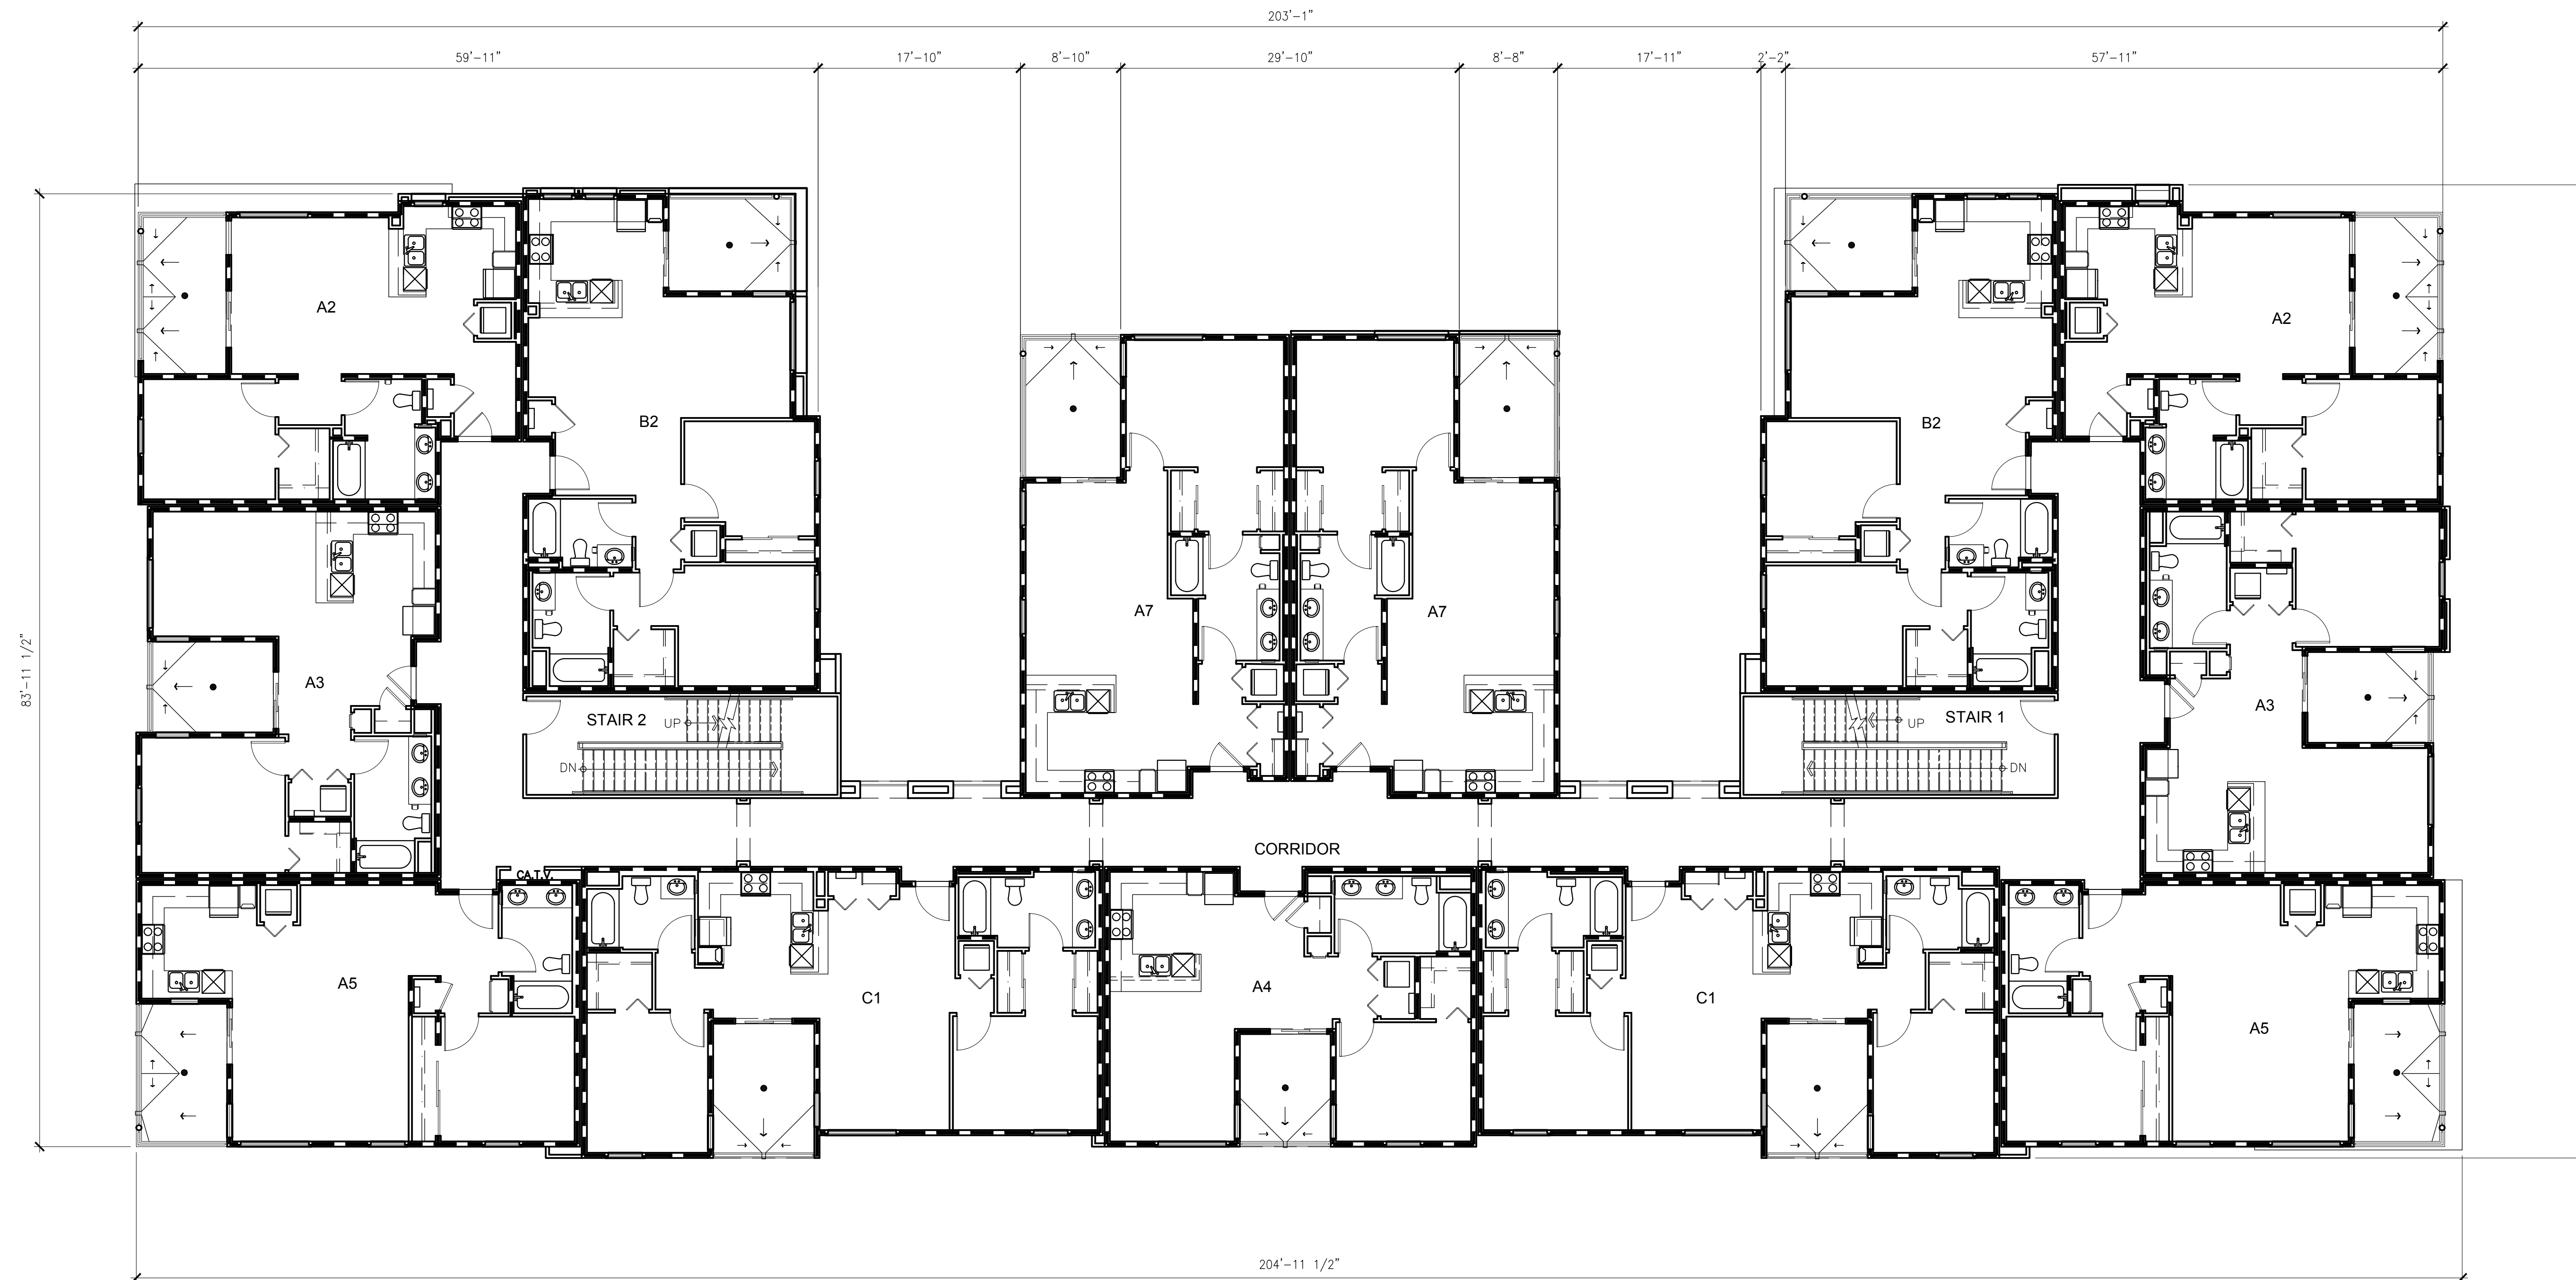 203'-1"
59'-11"
17'-10"
8'-10"
29'-10"
8'-8"
17'-11"
2'-2"
57'-11"
A2
B2
B2
A2
83'-11 1/2"
A7
A7
A3
A3
STAIR 2
UP
DN
STAIR 1
UP
DN
CORRIDOR
CA.T.V.
A5
C1
A4
C1
A5
204'-11 1/2"